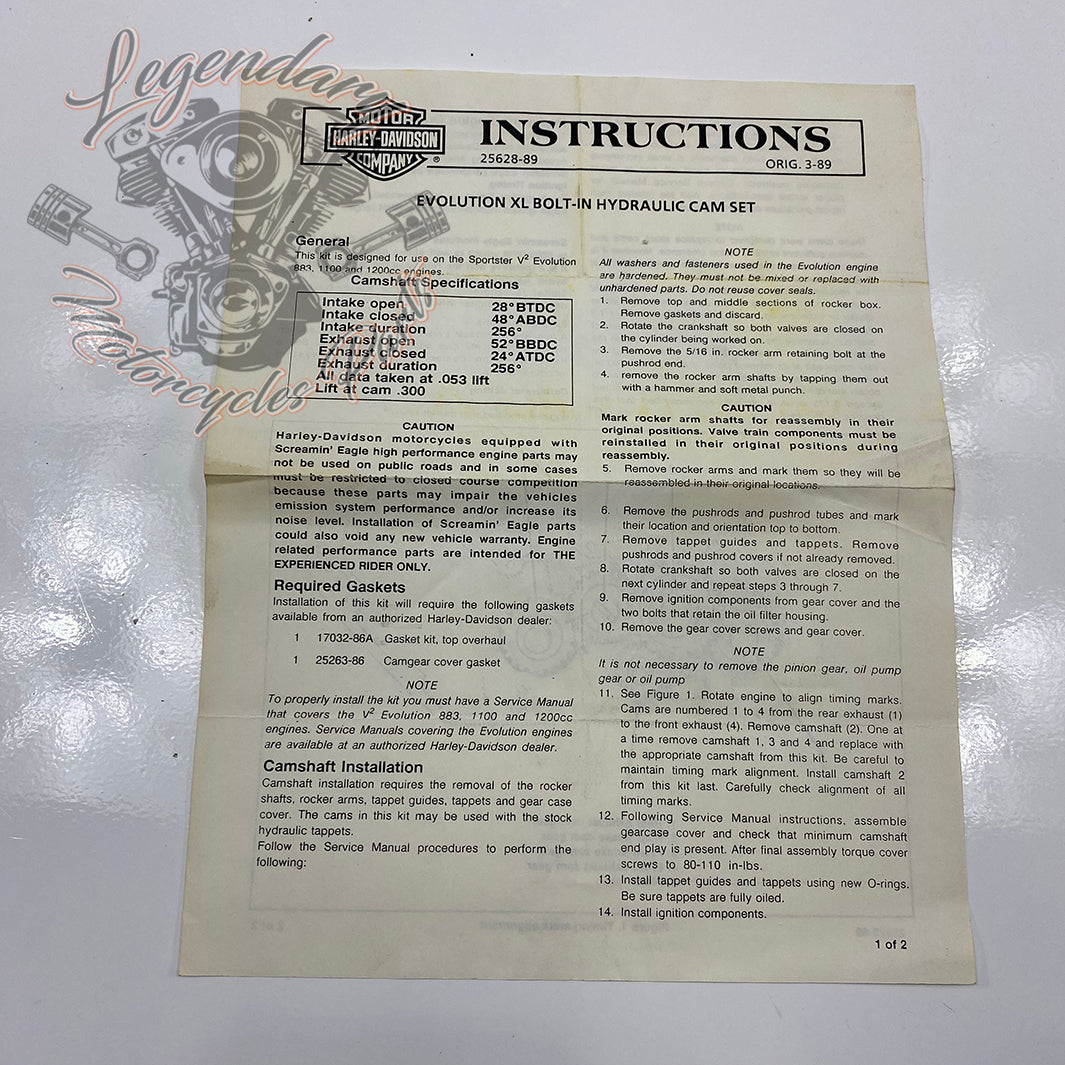 Legendary
Motorcycles Parts
MOTOR
HARLEY-DAVIDSON
COMPANY
®
INSTRUCTIONS
25628-89
ORIG. 3-89
EVOLUTION XL BOLT-IN HYDRAULIC CAM SET
General
This kit is designed for use on the Sportster V² Evolution
883, 1100 and 1200cc engines.
Camshaft Specifications
Intake open 28° BTDC
Intake closed 48° ABDC
Intake duration 256°
Exhaust open 52° BBDC
Exhaust closed 24° ATDC
Exhaust duration 256°
All data taken at .053 lift
Lift at cam .300
CAUTION
Harley-Davidson motorcycles equipped with
Screamin' Eagle high performance engine parts may
not be used on public roads and in some cases
must be restricted to closed course competition
because these parts may impair the vehicles
emission system performance and/or increase its
noise level. Installation of Screamin' Eagle parts
could also void any new vehicle warranty. Engine
related performance parts are intended for THE
EXPERIENCED RIDER ONLY.
Required Gaskets
Installation of this kit will require the following gaskets
available from an authorized Harley-Davidson dealer:
1 17032-86A Gasket kit, top overhaul
1 25263-86 Camgear cover gasket
NOTE
To properly install the kit you must have a Service Manual
that covers the V² Evolution 883, 1100 and 1200cc
engines. Service Manuals covering the Evolution engines
are available at an authorized Harley-Davidson dealer.
Camshaft Installation
Camshaft installation requires the removal of the rocker
shafts, rocker arms, tappet guides, tappets and gear case
cover. The cams in this kit may be used with the stock
hydraulic tappets.
Follow the Service Manual procedures to perform the
following:
NOTE
All washers and fasteners used in the Evolution engine
are hardened. They must not be mixed or replaced with
unhardened parts. Do not reuse cover seals.
1. Remove top and middle sections of rocker box.
Remove gaskets and discard.
2. Rotate the crankshaft so both valves are closed on
the cylinder being worked on.
3. Remove the 5/16 in. rocker arm retaining bolt at the
pushrod end.
4. remove the rocker arm shafts by tapping them out
with a hammer and soft metal punch.
CAUTION
Mark rocker arm shafts for reassembly in their
original positions. Valve train components must be
reinstalled in their original positions during
reassembly.
5. Remove rocker arms and mark them so they will be
reassembled in their original locations.
6. Remove the pushrods and pushrod tubes and mark
their location and orientation top to bottom.
7. Remove tappet guides and tappets. Remove
pushrods and pushrod covers if not already removed.
8. Rotate crankshaft so both valves are closed on the
next cylinder and repeat steps 3 through 7.
9. Remove ignition components from gear cover and the
two bolts that retain the oil filter housing.
10. Remove the gear cover screws and gear cover.
NOTE
It is not necessary to remove the pinion gear, oil pump
gear or oil pump
11. See Figure 1. Rotate engine to align timing marks.
Cams are numbered 1 to 4 from the rear exhaust (1)
to the front exhaust (4). Remove camshaft (2). One at
a time remove camshaft 1, 3 and 4 and replace with
the appropriate camshaft from this kit. Be careful to
maintain timing mark alignment. Install camshaft 2
from this kit last. Carefully check alignment of all
timing marks.
12. Following Service Manual instructions, assemble
gearcase cover and check that minimum camshaft
end play is present. After final assembly torque cover
screws to 80-110 in-lbs.
13. Install tappet guides and tappets using new O-rings.
Be sure tappets are fully oiled.
14. Install ignition components.
1 of 2